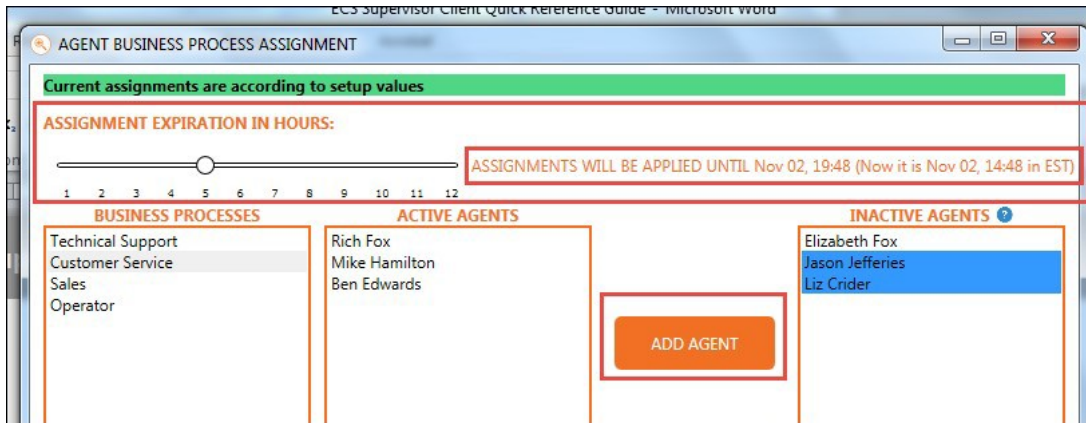 ECS Supervisor Client Quick Reference Guide - Microsoft Word
AGENT BUSINESS PROCESS ASSIGNMENT
Current assignments are according to setup values
ASSIGNMENT EXPIRATION IN HOURS:
ASSIGNMENTS WILL BE APPLIED UNTIL Nov 02, 19:48 (Now it is Nov 02, 14:48 in EST)
1 2 3 4 5 6 7 8 9 10 11 12
BUSINESS PROCESSES
Technical Support
Customer Service
Sales
Operator
ACTIVE AGENTS
Rich Fox
Mike Hamilton
Ben Edwards
ADD AGENT
INACTIVE AGENTS ?
Elizabeth Fox
Jason Jefferies
Liz Crider